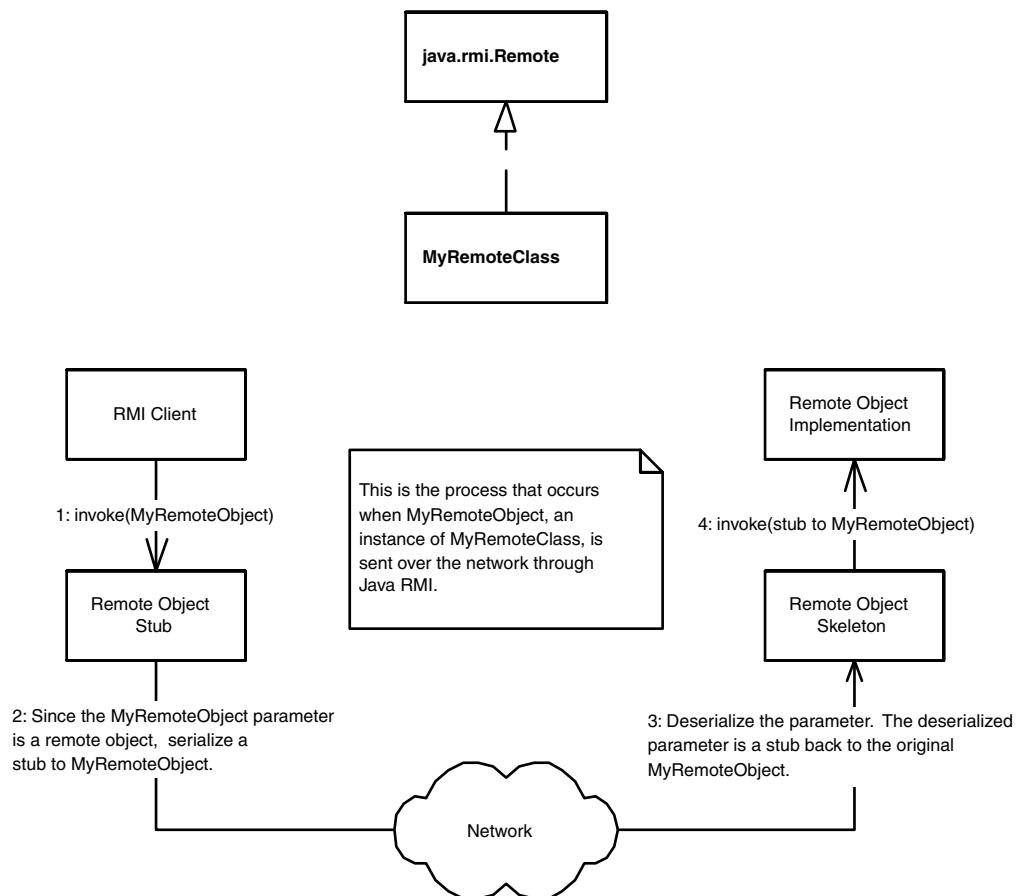 java.rmi.Remote
MyRemoteClass
RMI Client
Remote Object
Implementation
This is the process that occurs
when MyRemoteObject, an
instance of MyRemoteClass, is
sent over the network through
Java RMI.
1: invoke(MyRemoteObject)
4: invoke(stub to MyRemoteObject)
Remote Object
Stub
Remote Object
Skeleton
2: Since the MyRemoteObject parameter
is a remote object, serialize a
stub to MyRemoteObject.
3: Deserialize the parameter. The deserialized
parameter is a stub back to the original
MyRemoteObject.
Network